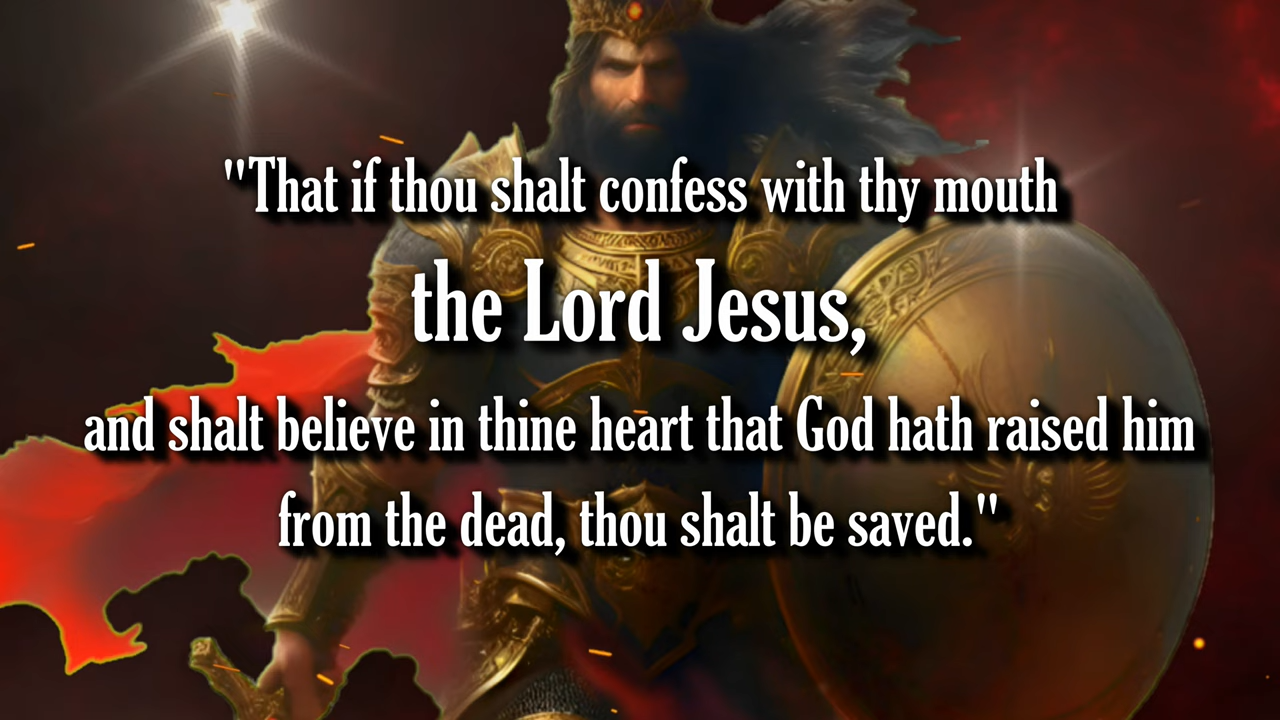 "That if thou shalt confess with thy mouth
the Lord Jesus,
and shalt believe in thine heart that God hath raised him
from the dead, thou shalt be saved."